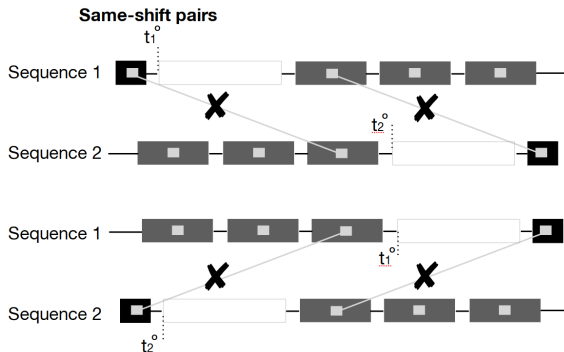 Same-shift pairs
t₁°
Sequence 1
t₂°
Sequence 2
Sequence 1
t₁°
Sequence 2
t₂°